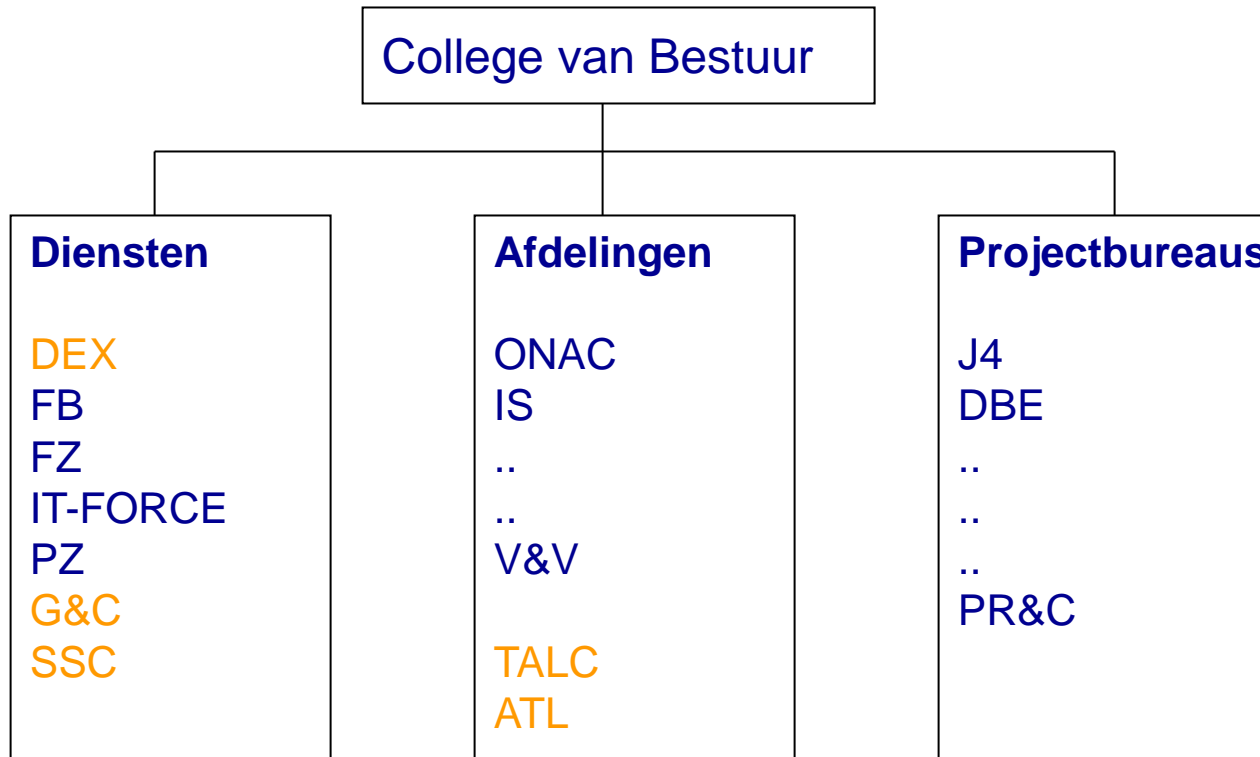 College van Bestuur
Diensten
DEX
FB
FZ
IT-FORCE
PZ
G&C
SSC
Afdelingen
ONAC
IS
..
..
V&V
TALC
ATL
Projectbureaus
J4
DBE
..
..
..
PR&C